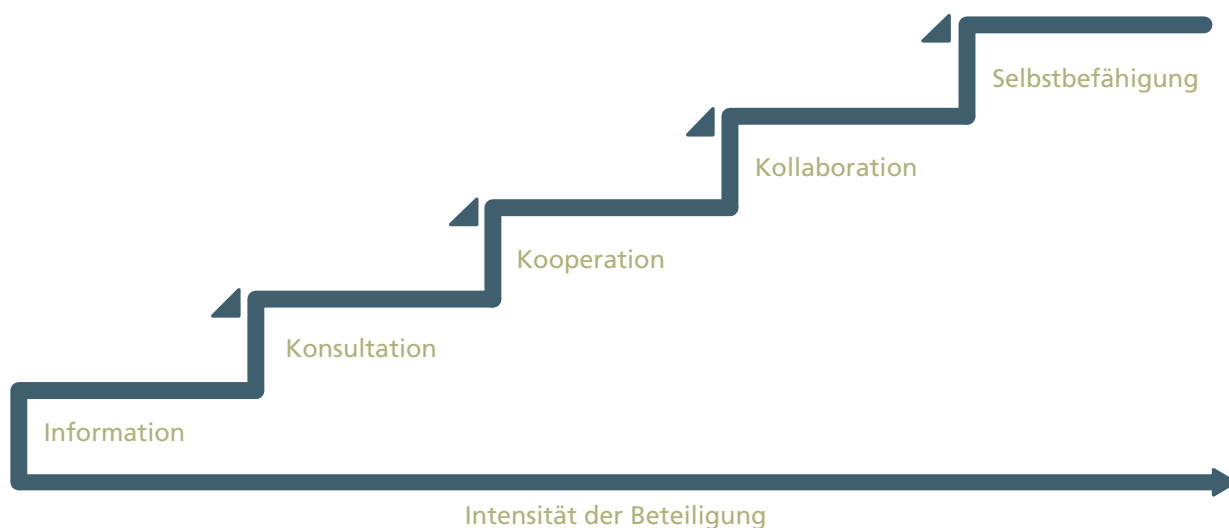 Selbstbefähigung
Kollaboration
Kooperation
Konsultation
Information
Intensität der Beteiligung